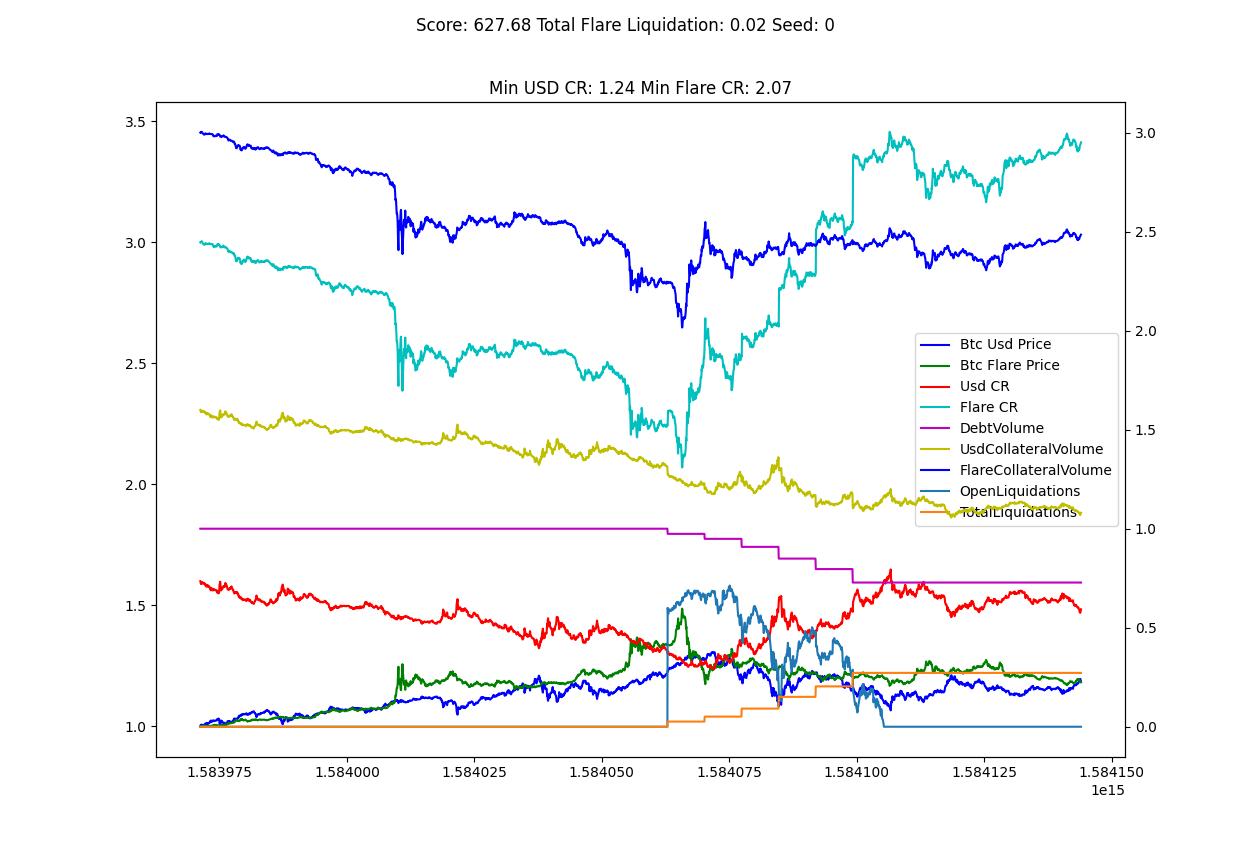 Score: 627.68 Total Flare Liquidation: 0.02 Seed: 0
Min USD CR: 1.24 Min Flare CR: 2.07
3.5
3.0
2.5
2.0
1.5
1.0
3.0
2.5
2.0
1.5
1.0
0.5
0.0
Btc Usd Price
Btc Flare Price
Usd CR
Flare CR
DebtVolume
UsdCollateralVolume
FlareCollateralVolume
OpenLiquidations
TotalLiquidations
1.583975 1.584000 1.584025 1.584050 1.584075 1.584100 1.584125 1.584150
1e15